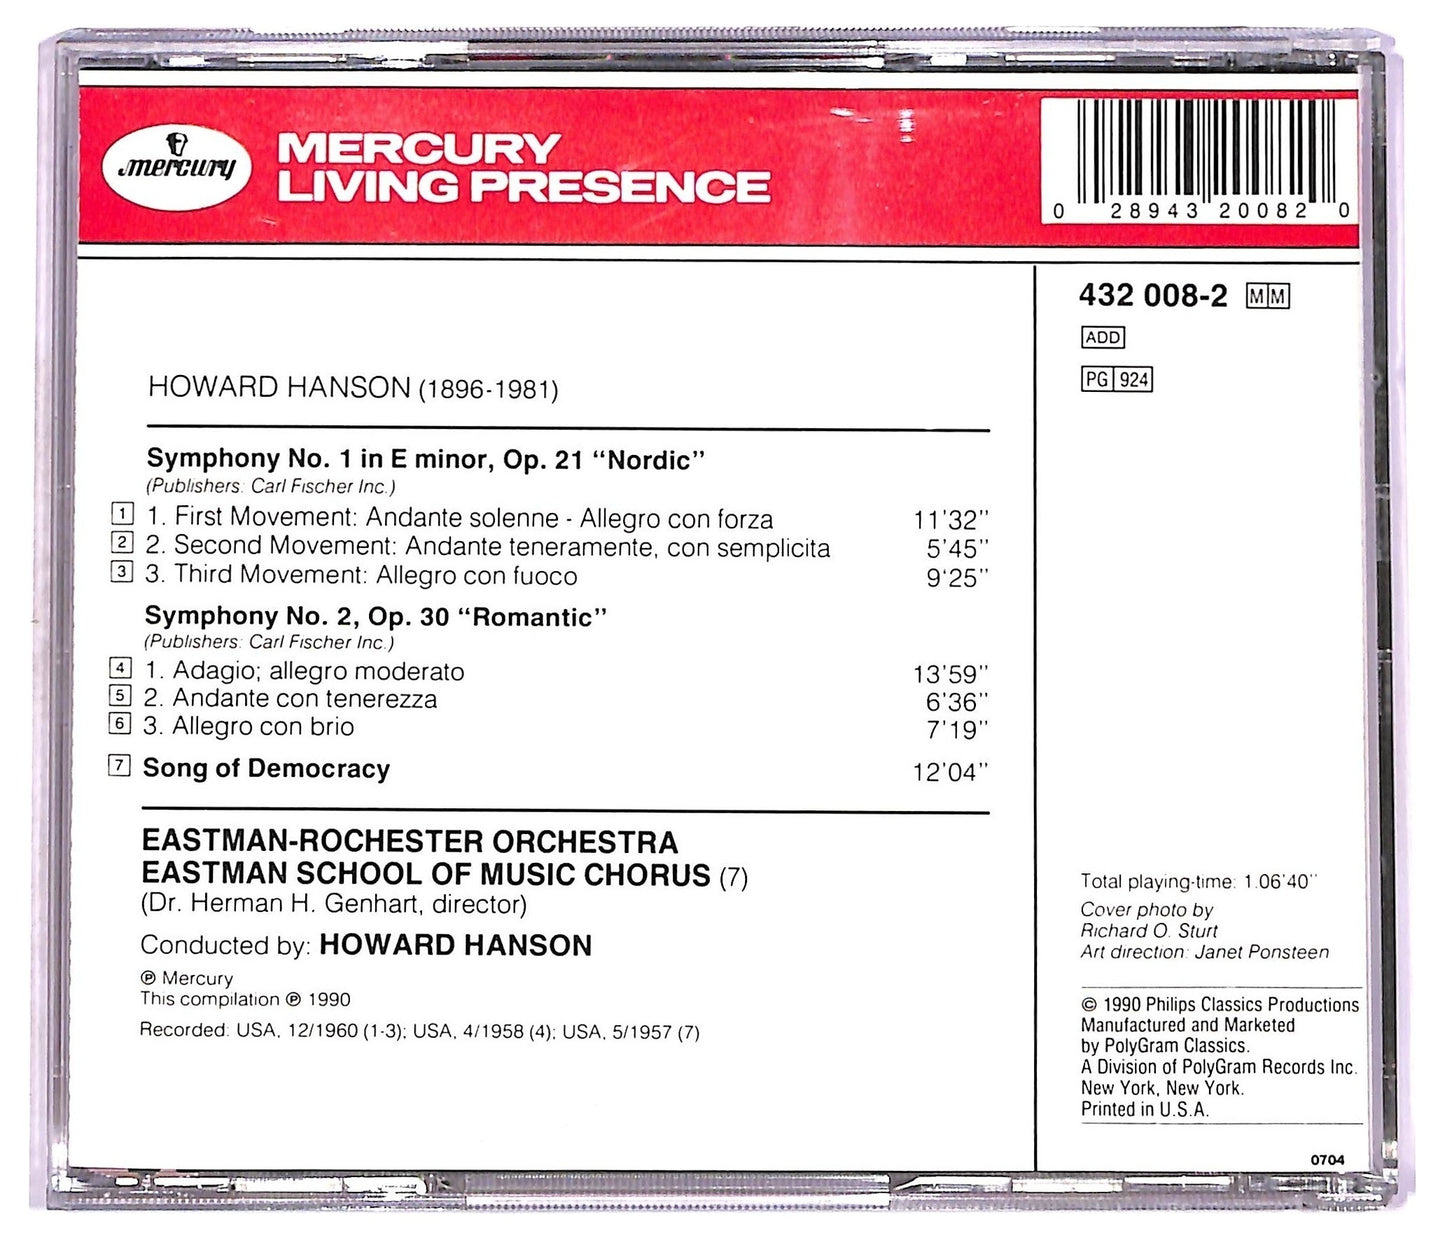 mercury
MERCURY
LIVING PRESENCE
0 28943 20082 0
432 008-2 MM
ADD
PG 924
HOWARD HANSON (1896-1981)
Symphony No. 1 in E minor, Op. 21 “Nordic”
(Publishers: Carl Fischer Inc.)
1 1. First Movement: Andante solenne - Allegro con forza 11'32"
2 2. Second Movement: Andante teneramente, con semplicita 5'45"
3 3. Third Movement: Allegro con fuoco 9'25"
Symphony No. 2, Op. 30 “Romantic”
(Publishers: Carl Fischer Inc.)
4 1. Adagio; allegro moderato 13'59"
5 2. Andante con tenerezza 6'36"
6 3. Allegro con brio 7'19"
7 Song of Democracy 12'04"
EASTMAN-ROCHESTER ORCHESTRA
EASTMAN SCHOOL OF MUSIC CHORUS (7)
(Dr. Herman H. Genhart, director)
Conducted by: HOWARD HANSON
℗ Mercury
This compilation ℗ 1990
Recorded: USA, 12/1960 (1-3); USA, 4/1958 (4); USA, 5/1957 (7)
Total playing-time: 1.06'40"
Cover photo by
Richard O. Sturt
Art direction: Janet Ponsteen
© 1990 Philips Classics Productions
Manufactured and Marketed
by PolyGram Classics.
A Division of PolyGram Records Inc.
New York, New York.
Printed in U.S.A.
0704